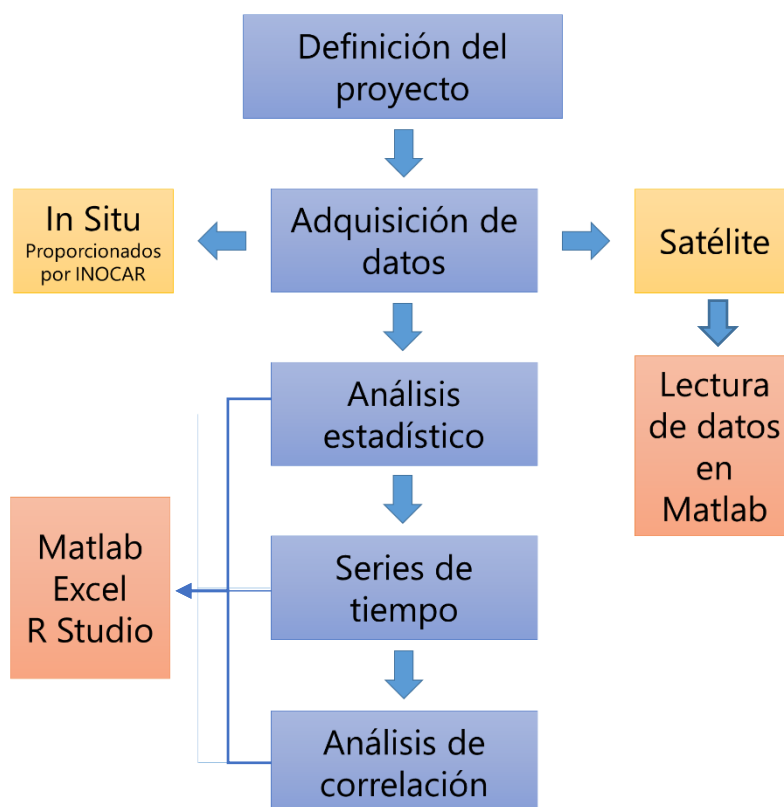 Definición del
proyecto
In Situ
Proporcionados
por INOCAR
Adquisición de
datos
Satélite
Análisis
estadístico
Lectura
de datos
en
Matlab
Matlab
Excel
R Studio
Series de
tiempo
Análisis de
correlación